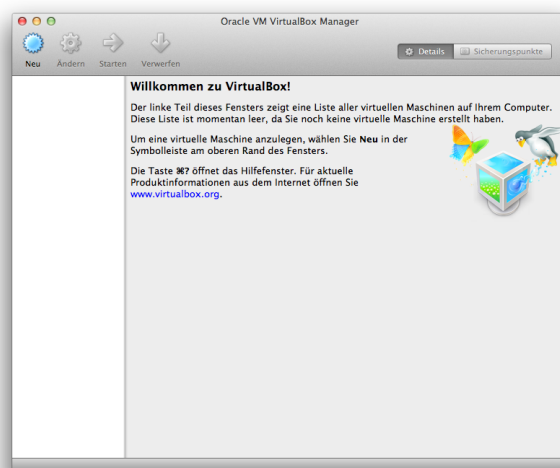 Oracle VM VirtualBox Manager
Neu Ändern Starten Verwerfen
Details Sicherungspunkte
Willkommen zu VirtualBox!
Der linke Teil dieses Fensters zeigt eine Liste aller virtuellen Maschinen auf Ihrem Computer.
Diese Liste ist momentan leer, da Sie noch keine virtuelle Maschine erstellt haben.
Um eine virtuelle Maschine anzulegen, wählen Sie Neu in der
Symbolleiste am oberen Rand des Fensters.
Die Taste ⌘? öffnet das Hilfefenster. Für aktuelle
Produktinformationen aus dem Internet öffnen Sie
www.virtualbox.org.